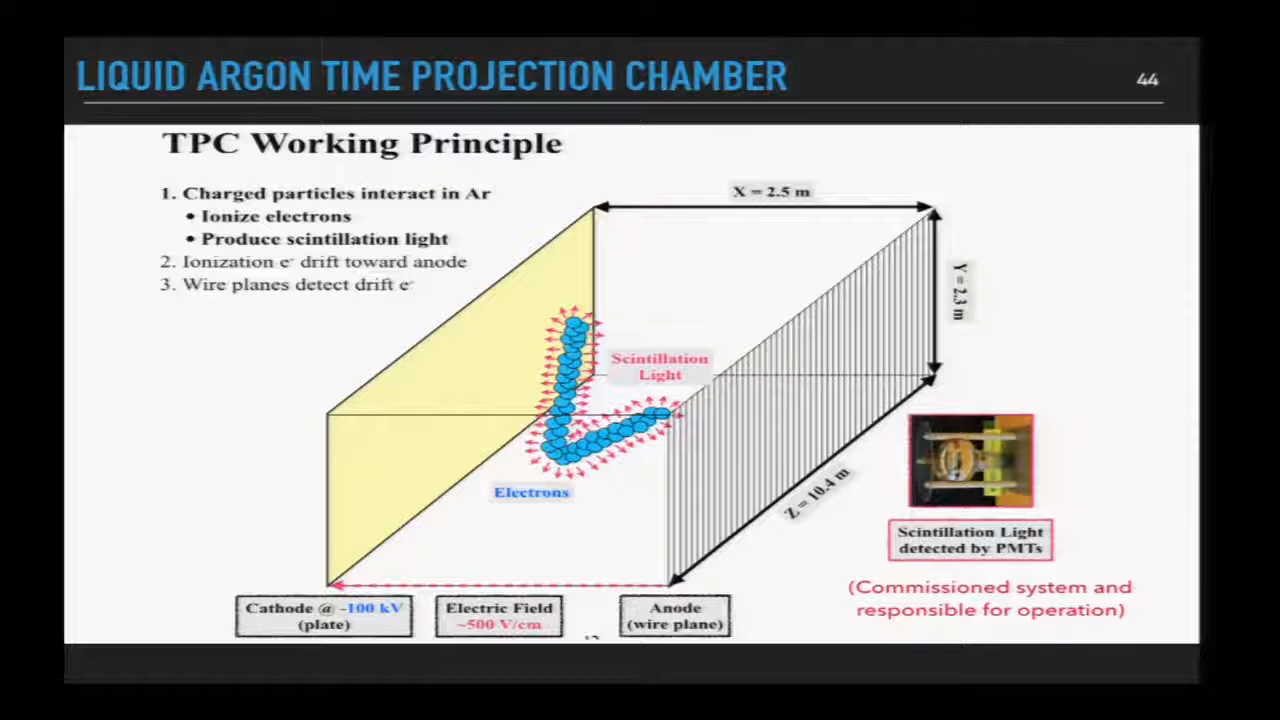 LIQUID ARGON TIME PROJECTION CHAMBER
44
TPC Working Principle
1. Charged particles interact in Ar
• Ionize electrons
• Produce scintillation light
2. Ionization e- drift toward anode
3. Wire planes detect drift e-
X = 2.5 m
Y = 2.3 m
Scintillation
Light
Electrons
Z = 10.4 m
Scintillation Light
detected by PMTs
(Commissioned system and
responsible for operation)
Cathode @ -100 kV
(plate)
Electric Field
~500 V/cm
Anode
(wire plane)